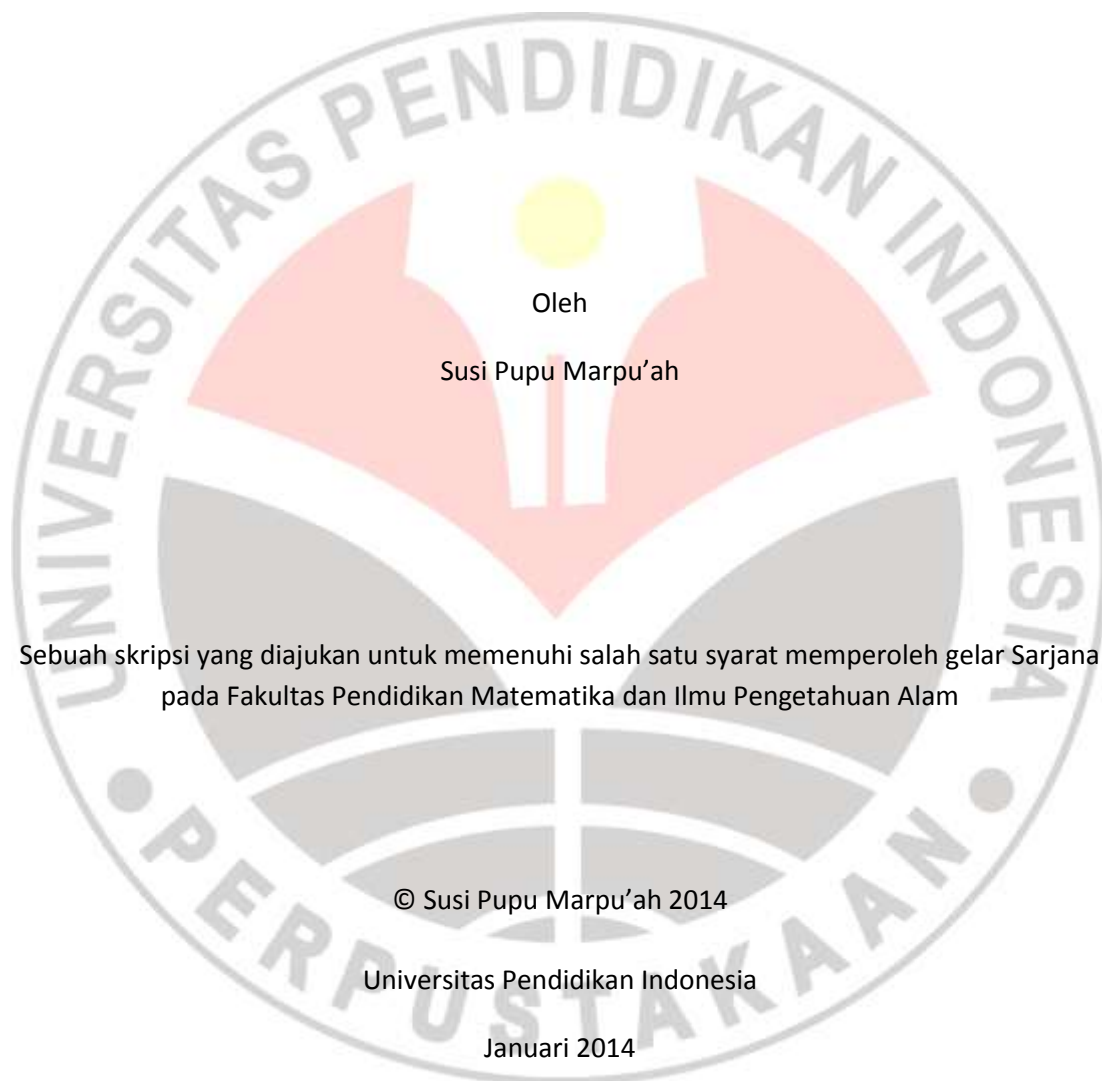 UNIVERSITAS PENDIDIKAN INDONESIA
Oleh
Susi Pupu Marpu’ah
Sebuah skripsi yang diajukan untuk memenuhi salah satu syarat memperoleh gelar Sarjana
pada Fakultas Pendidikan Matematika dan Ilmu Pengetahuan Alam
© Susi Pupu Marpu’ah 2014
Universitas Pendidikan Indonesia
Januari 2014
PERPUSTAKAAN